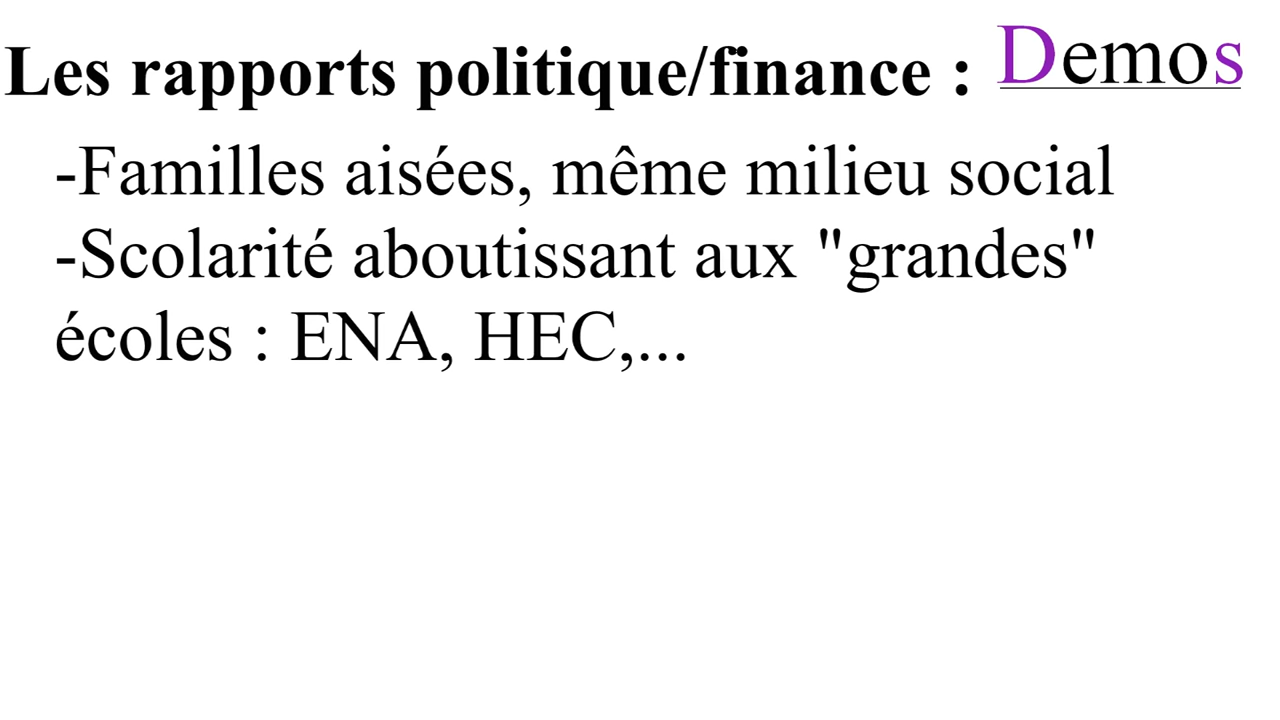 Les rapports politique/finance : Demos
-Familles aisées, même milieu social
-Scolarité aboutissant aux "grandes"
écoles : ENA, HEC,...